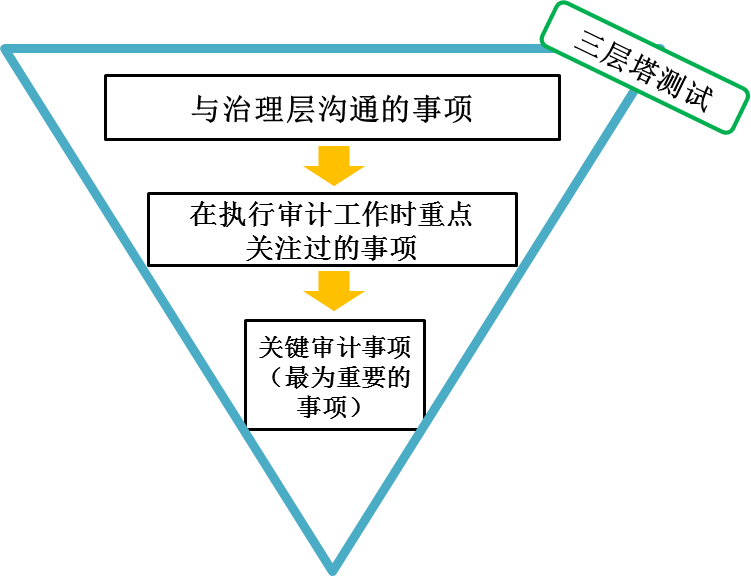 三层塔测试
与治理层沟通的事项
在执行审计工作时重点
关注过的事项
关键审计事项
（最为重要的
事项）